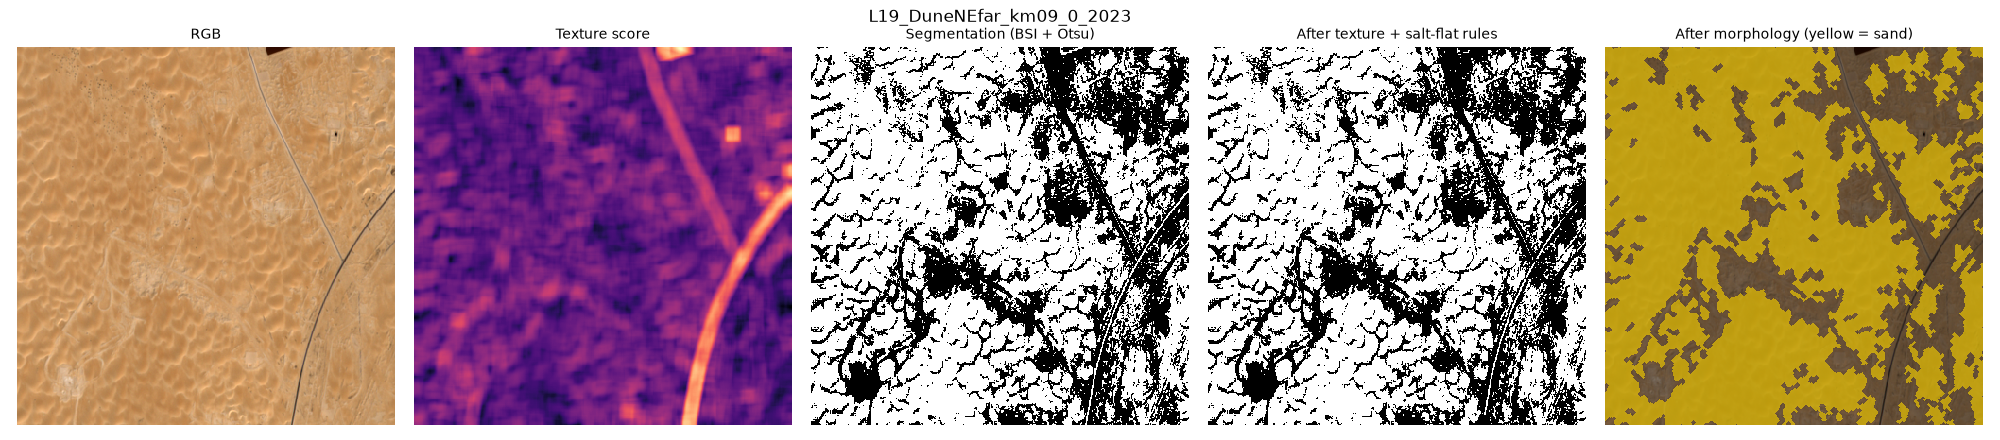 L19_DuneNEfar_km09_0_2023
RGB
Texture score
Segmentation (BSI + Otsu)
After texture + salt-flat rules
After morphology (yellow = sand)